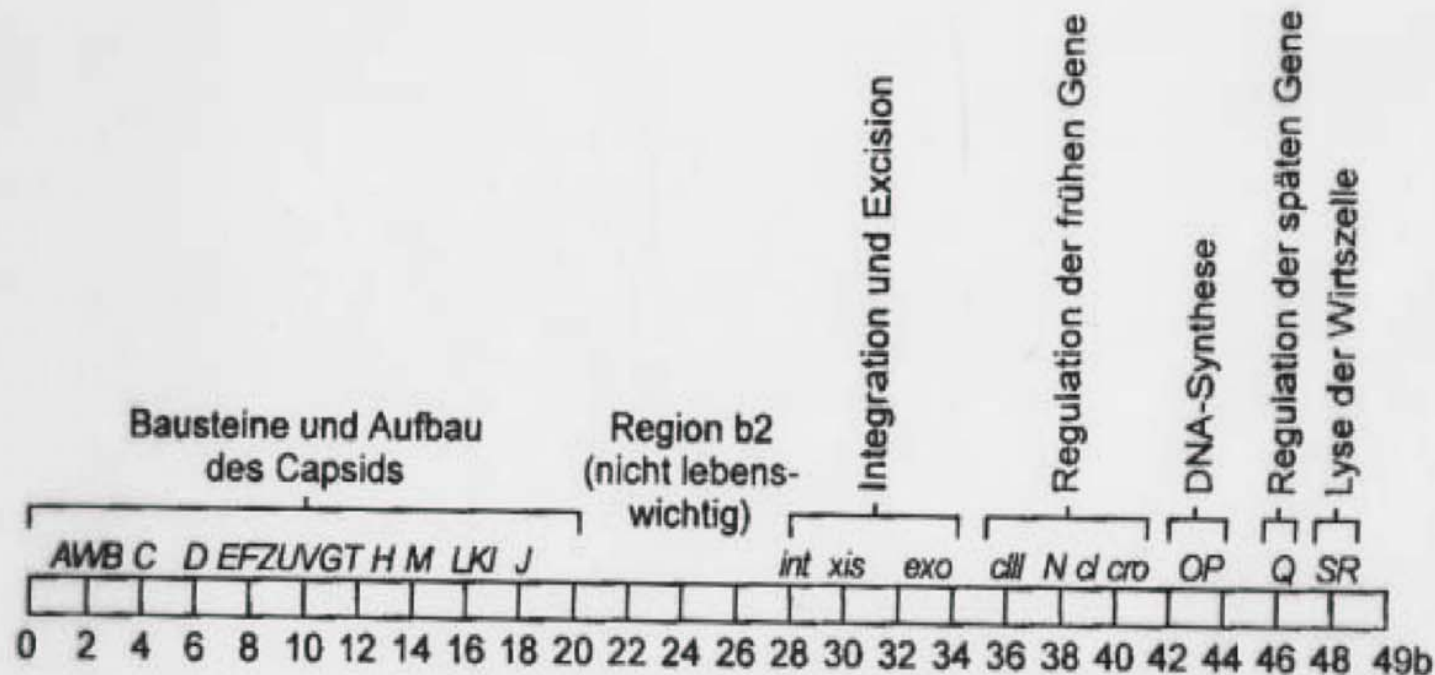 Bausteine und Aufbau
des Capsids
Region b2
(nicht lebens-
wichtig)
Integration und Excision
Regulation der frühen Gene
DNA-Synthese
Regulation der späten Gene
Lyse der Wirtszelle
AWB C D EFZUVGT H M LKI J int xis exo cIII N cI cro OP Q SR
0 2 4 6 8 10 12 14 16 18 20 22 24 26 28 30 32 34 36 38 40 42 44 46 48 49b